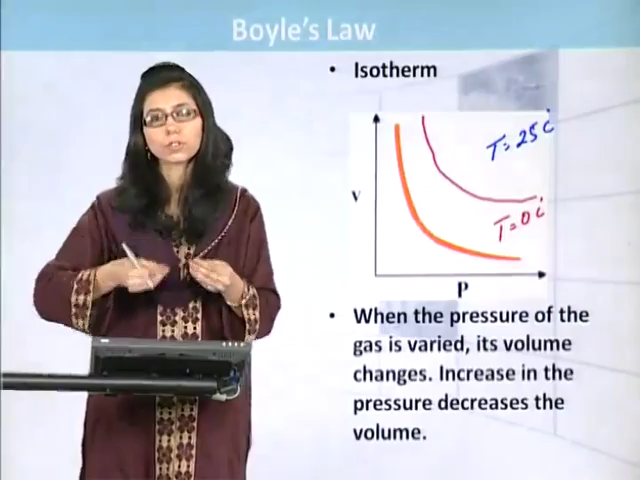 Boyle's Law
• Isotherm
T=25 c
T=0 c
V
P
• When the pressure of the
gas is varied, its volume
changes. Increase in the
pressure decreases the
volume.